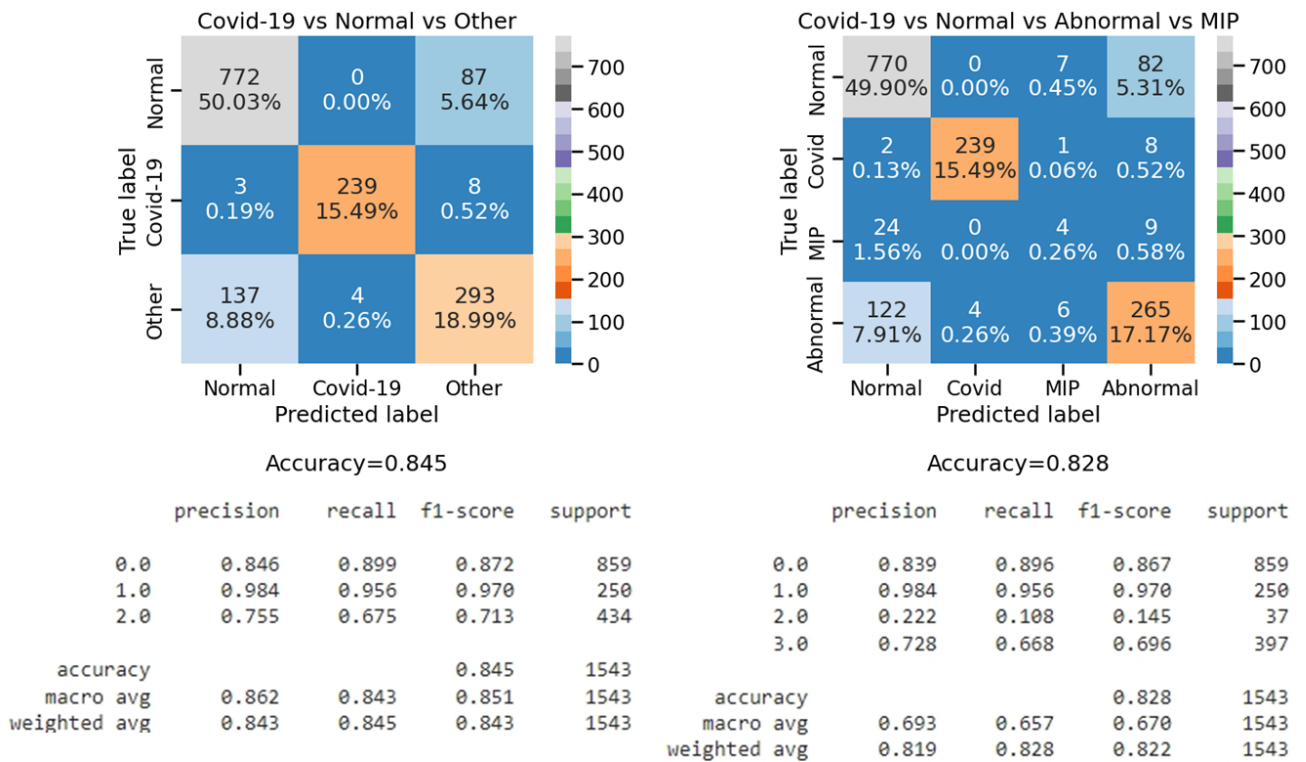 Covid-19 vs Normal vs Other
Normal 772 0 87
50.03% 0.00% 5.64%
Covid-19 3 239 8
0.19% 15.49% 0.52%
Other 137 4 293
8.88% 0.26% 18.99%
True label
Normal Covid-19 Other
Predicted label
700
600
500
400
300
200
100
0
Accuracy=0.845
precision recall f1-score support
0.0 0.846 0.899 0.872 859
1.0 0.984 0.956 0.970 250
2.0 0.755 0.675 0.713 434
accuracy 0.845 1543
macro avg 0.862 0.843 0.851 1543
weighted avg 0.843 0.845 0.843 1543
Covid-19 vs Normal vs Abnormal vs MIP
Normal 770 0 7 82
49.90% 0.00% 0.45% 5.31%
Covid 2 239 1 8
0.13% 15.49% 0.06% 0.52%
MIP 24 0 4 9
1.56% 0.00% 0.26% 0.58%
Abnormal 122 4 6 265
7.91% 0.26% 0.39% 17.17%
True label
Normal Covid MIP Abnormal
Predicted label
700
600
500
400
300
200
100
0
Accuracy=0.828
precision recall f1-score support
0.0 0.839 0.896 0.867 859
1.0 0.984 0.956 0.970 250
2.0 0.222 0.108 0.145 37
3.0 0.728 0.668 0.696 397
accuracy 0.828 1543
macro avg 0.693 0.657 0.670 1543
weighted avg 0.819 0.828 0.822 1543